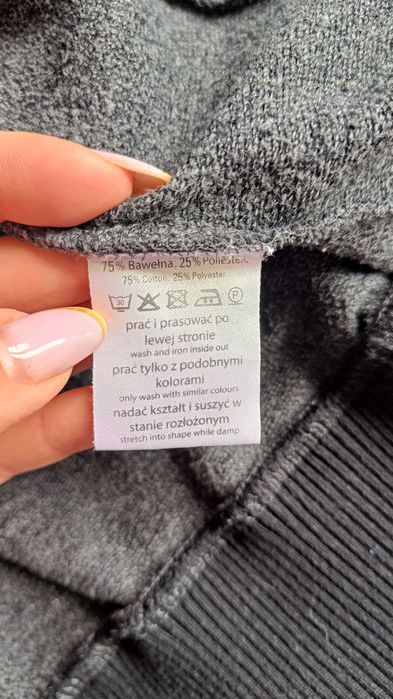 75% Bawełna, 25% Poliester
75% Cotton, 25% Polyester
30 P
prać i prasować po
lewej stronie
wash and iron inside out
prać tylko z podobnymi
kolorami
only wash with similar colours
nadać kształt i suszyć w
stanie rozłożonym
stretch into shape while damp